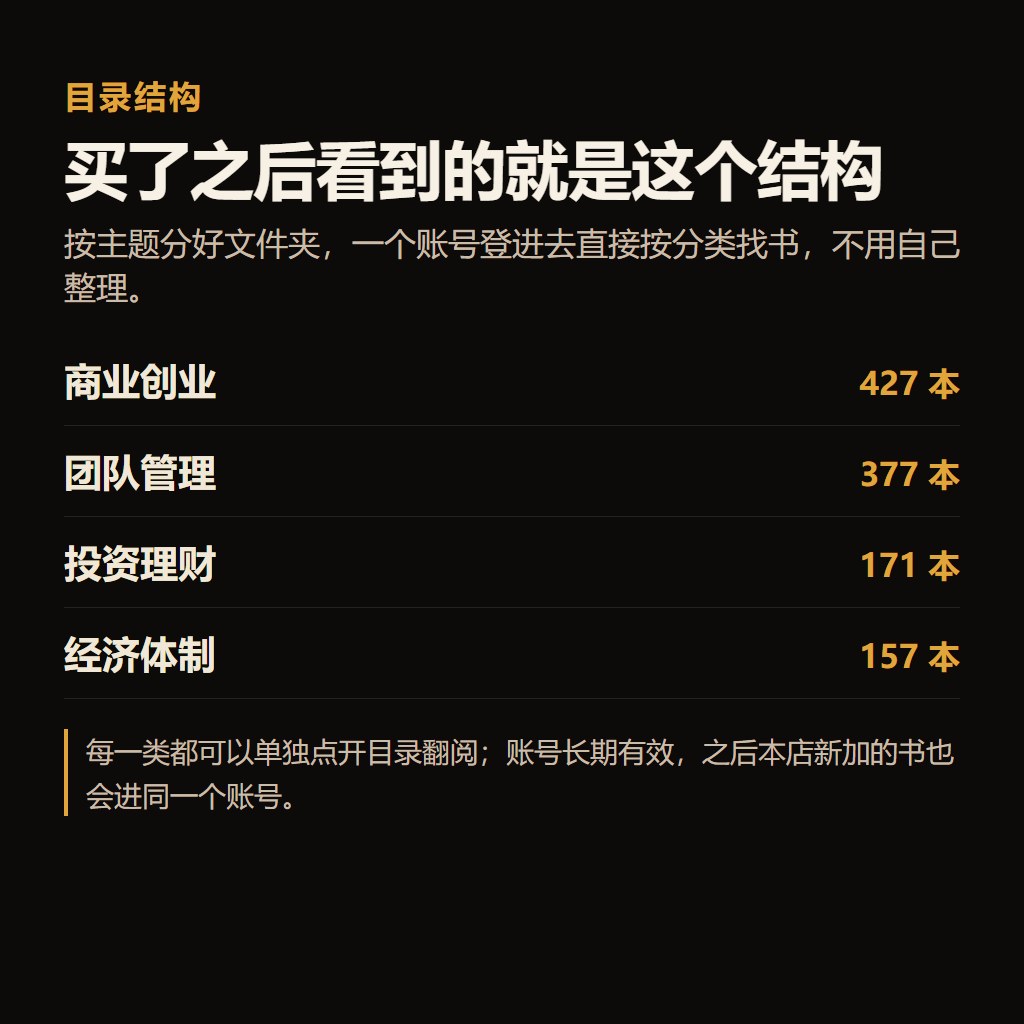 目录结构
买了之后看到的就是这个结构
按主题分好文件夹，一个账号登进去直接按分类找书，不用自己
整理。
商业创业 427 本
团队管理 377 本
投资理财 171 本
经济体制 157 本
每一类都可以单独点开目录翻阅；账号长期有效，之后本店新加的书也
会进同一个账号。